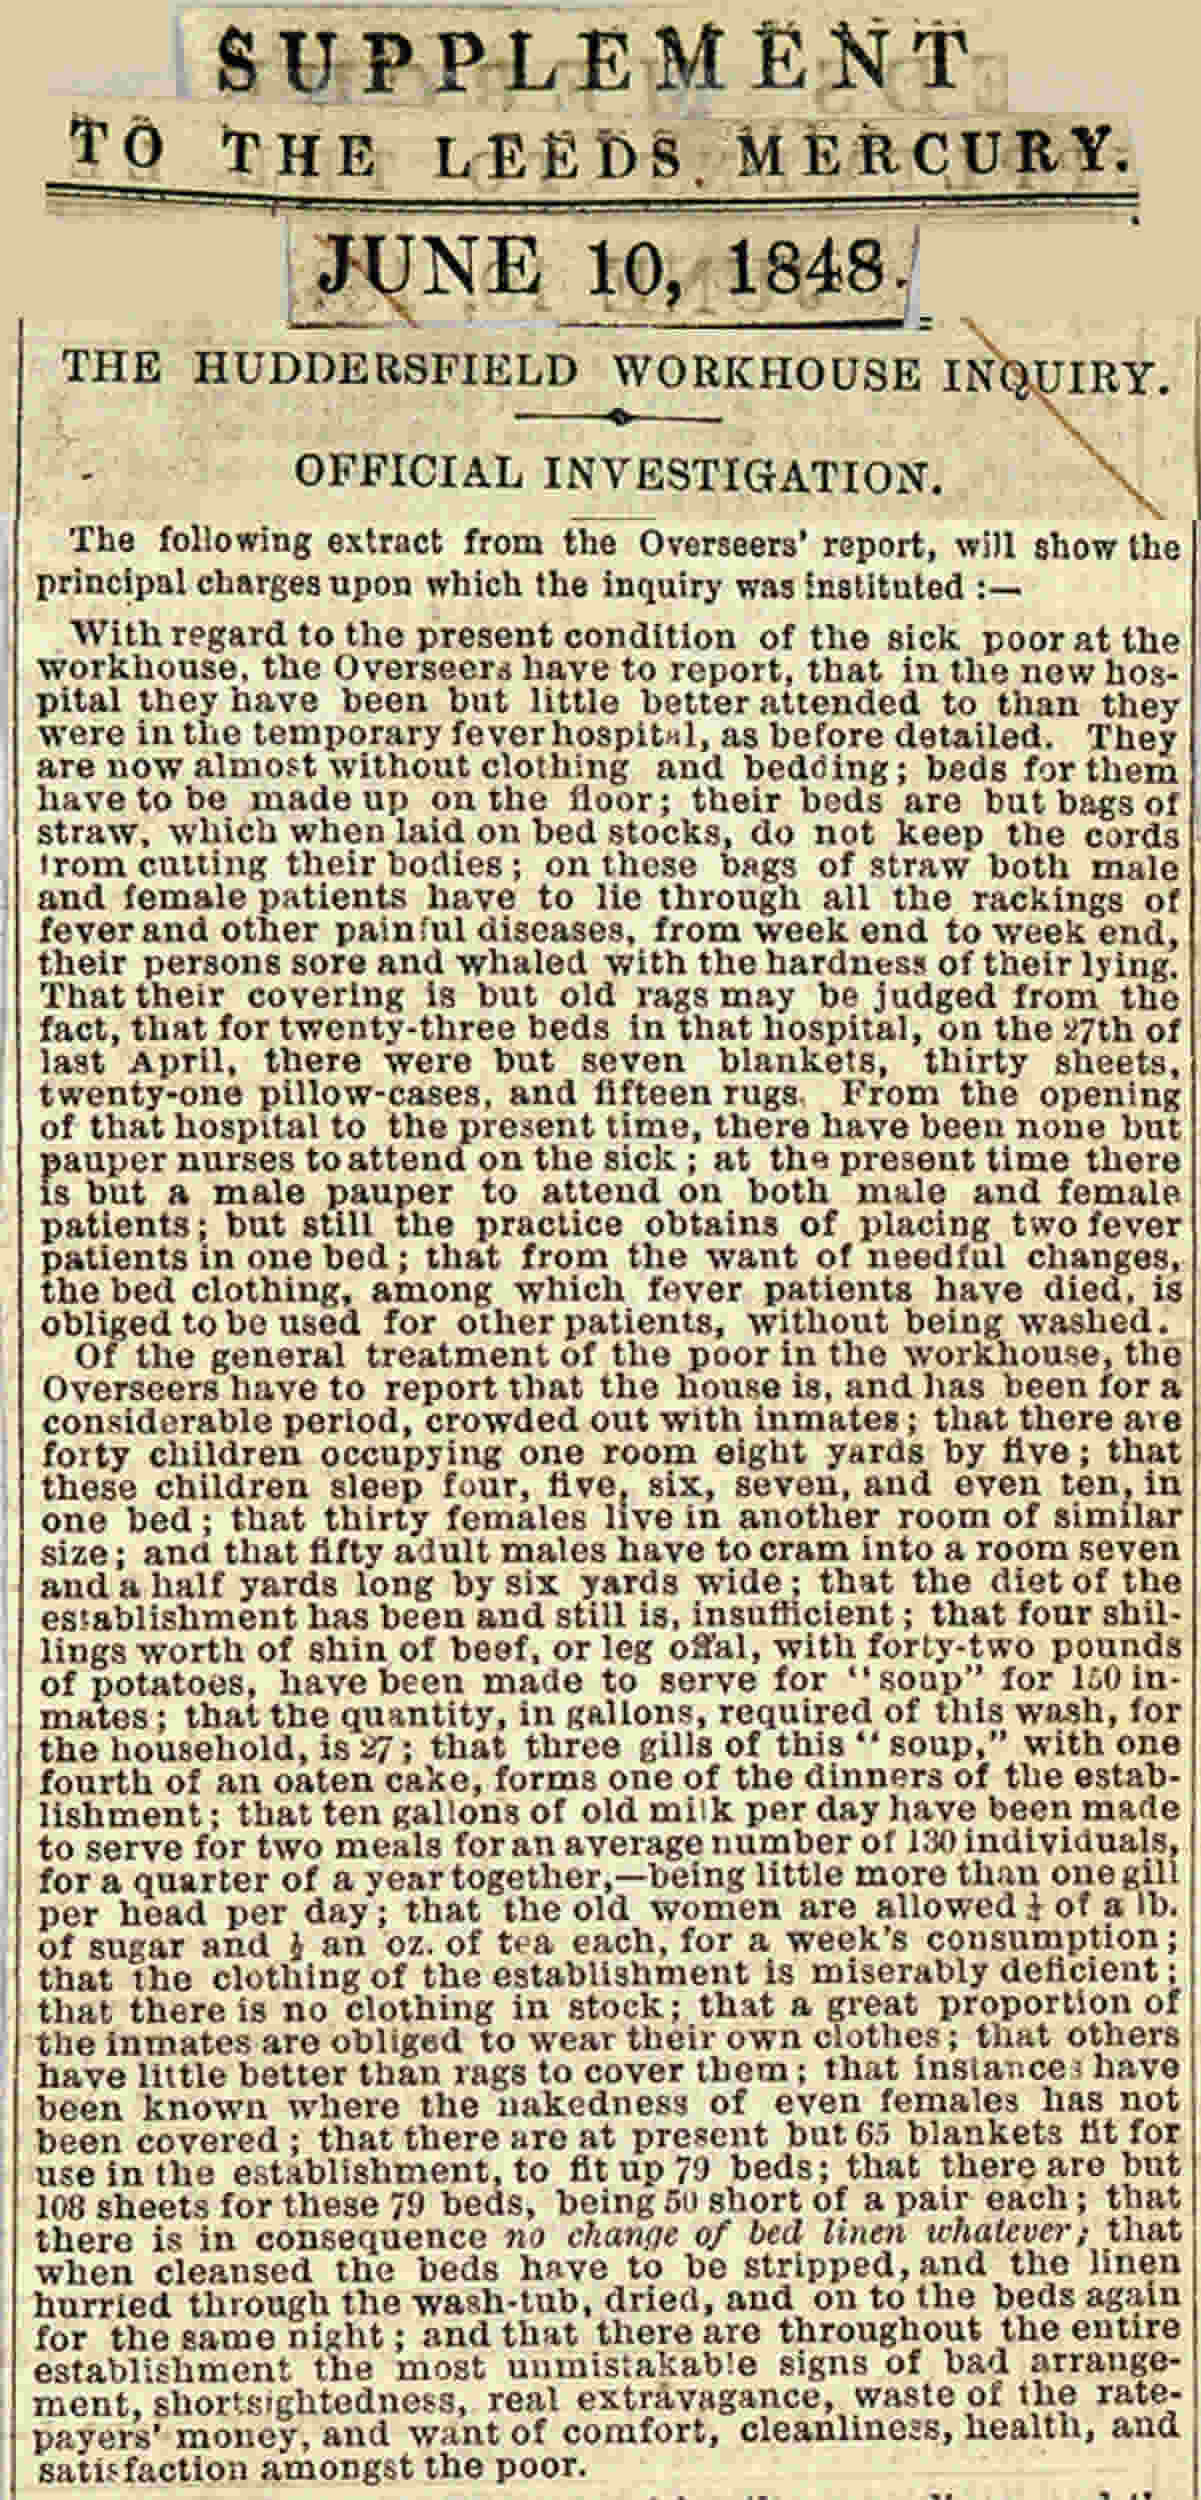 SUPPLEMENT
TO THE LEEDS MERCURY.
JUNE 10, 1848.
THE HUDDERSFIELD WORKHOUSE INQUIRY.
OFFICIAL INVESTIGATION.
The following extract from the Overseers' report, will show the
principal charges upon which the inquiry was instituted :—
With regard to the present condition of the sick poor at the
workhouse, the Overseers have to report, that in the new hos-
pital they have been but little better attended to than they
were in the temporary fever hospital, as before detailed. They
are now almost without clothing and bedding; beds for them
have to be made up on the floor; their beds are but bags of
straw, which when laid on bed stocks, do not keep the cords
from cutting their bodies; on these bags of straw both male
and female patients have to lie through all the rackings of
fever and other painful diseases, from week end to week end,
their persons sore and whaled with the hardness of their lying.
That their covering is but old rags may be judged from the
fact, that for twenty-three beds in that hospital, on the 27th of
last April, there were but seven blankets, thirty sheets,
twenty-one pillow-cases, and fifteen rugs. From the opening
of that hospital to the present time, there have been none but
pauper nurses to attend on the sick; at the present time there
is but a male pauper to attend on both male and female
patients; but still the practice obtains of placing two fever
patients in one bed; that from the want of needful changes,
the bed clothing, among which fever patients have died, is
obliged to be used for other patients, without being washed.
Of the general treatment of the poor in the workhouse, the
Overseers have to report that the house is, and has been for a
considerable period, crowded out with inmates; that there are
forty children occupying one room eight yards by five; that
these children sleep four, five, six, seven, and even ten, in
one bed; that thirty females live in another room of similar
size; and that fifty adult males have to cram into a room seven
and a half yards long by six yards wide; that the diet of the
establishment has been and still is, insufficient; that four shil-
lings worth of shin of beef, or leg offal, with forty-two pounds
of potatoes, have been made to serve for "soup" for 150 in-
mates; that the quantity, in gallons, required of this wash, for
the household, is 27; that three gills of this "soup," with one
fourth of an oaten cake, forms one of the dinners of the estab-
lishment; that ten gallons of old milk per day have been made
to serve for two meals for an average number of 130 individuals,
for a quarter of a year together,—being little more than one gill
per head per day; that the old women are allowed ¼ of a lb.
of sugar and ½ an oz. of tea each, for a week's consumption;
that the clothing of the establishment is miserably deficient;
that there is no clothing in stock; that a great proportion of
the inmates are obliged to wear their own clothes; that others
have little better than rags to cover them; that instances have
been known where the nakedness of even females has not
been covered; that there are at present but 65 blankets fit for
use in the establishment, to fit up 79 beds; that there are but
108 sheets for these 79 beds, being 50 short of a pair each; that
there is in consequence no change of bed linen whatever; that
when cleansed the beds have to be stripped, and the linen
hurried through the wash-tub, dried, and on to the beds again
for the same night; and that there are throughout the entire
establishment the most unmistakable signs of bad arrange-
ment, shortsightedness, real extravagance, waste of the rate-
payers' money, and want of comfort, cleanliness, health, and
satisfaction amongst the poor.